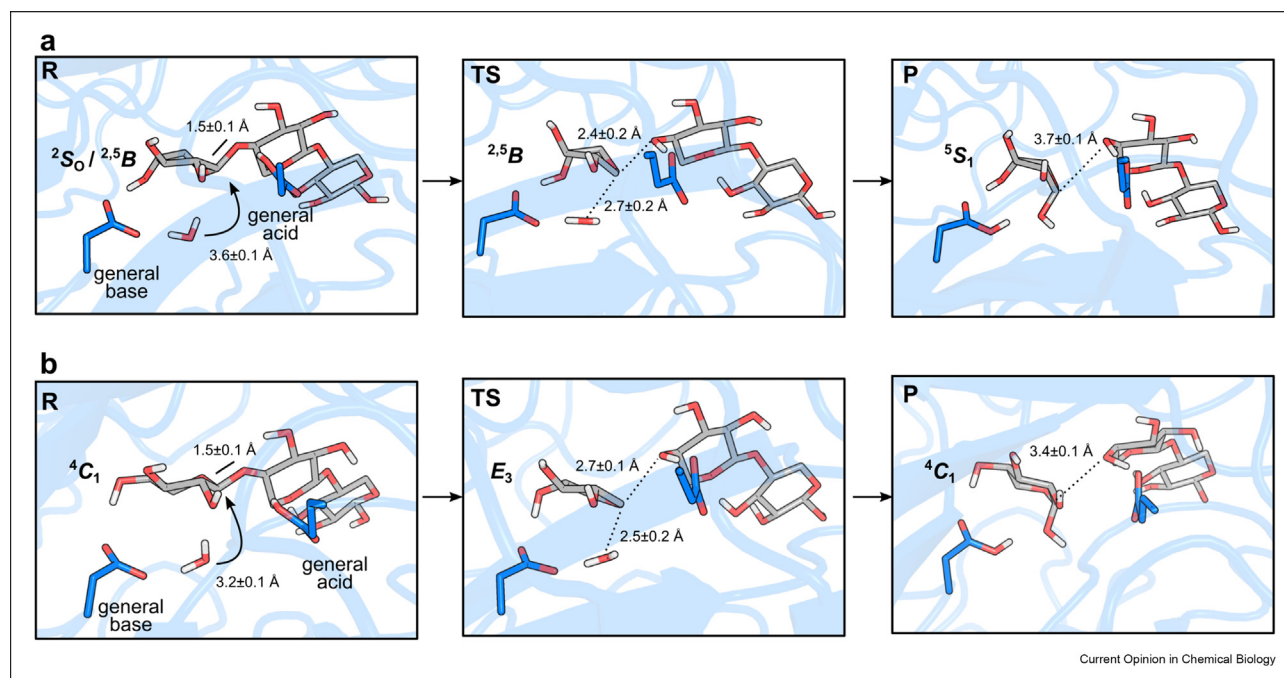 a
R
1.5±0.1 Å
²Sₒ / ²,⁵B
general
acid
3.6±0.1 Å
general
base
TS
2.4±0.2 Å
²,⁵B
2.7±0.2 Å
P
3.7±0.1 Å
⁵S₁
b
R
1.5±0.1 Å
⁴C₁
general
acid
3.2±0.1 Å
general
base
TS
2.7±0.1 Å
E₃
2.5±0.2 Å
P
3.4±0.1 Å
⁴C₁
Current Opinion in Chemical Biology